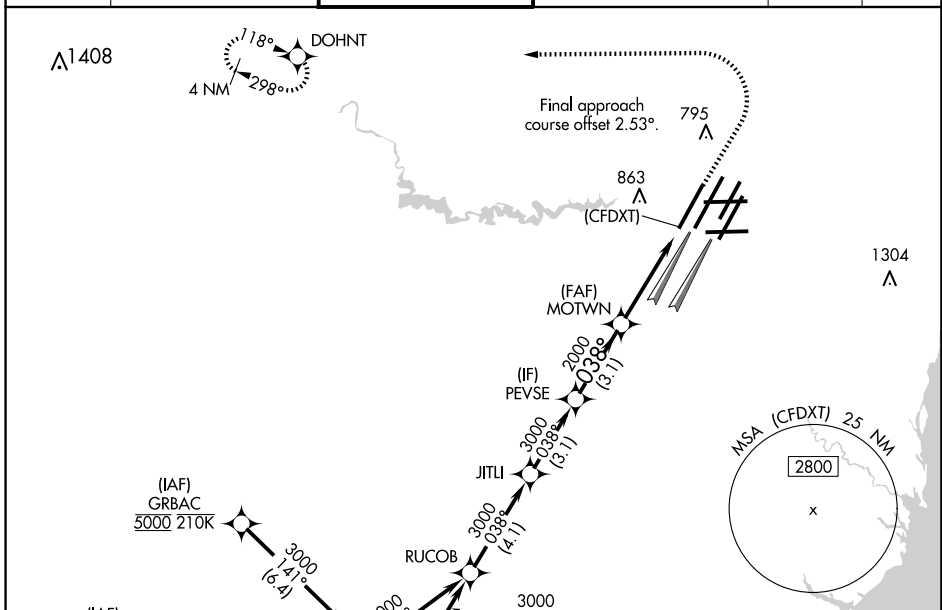 1408
118°
DOHNT
4 NM
298°
Final approach
course offset 2.53°.
795
863
(CFDXT)
1304
(FAF)
MOTWN
2000
038°
(3.1)
(IF)
PEVSE
3000
038°
(3.1)
JITLI
MSA (CFDXT) 25 NM
2800
x
(IAF)
GRBAC
5000 210K
3000
038°
(4.1)
RUCOB
3000
141°
(6.4)
3000